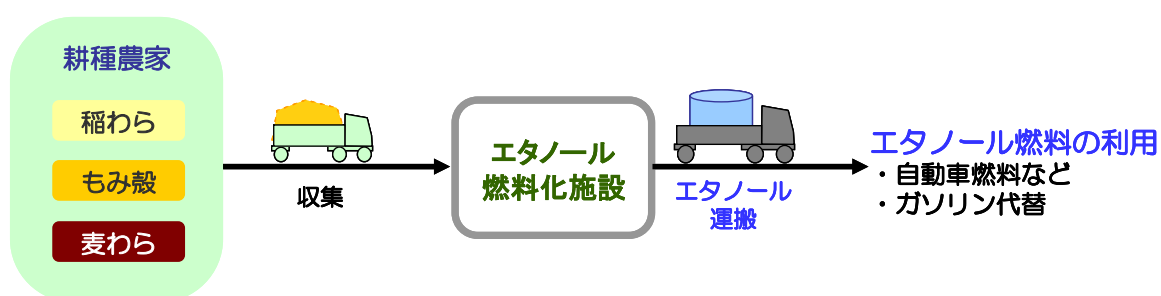 耕種農家
稲わら
もみ殻
麦わら
収集
エタノール
燃料化施設
エタノール
運搬
エタノール燃料の利用
・自動車燃料など
・ガソリン代替